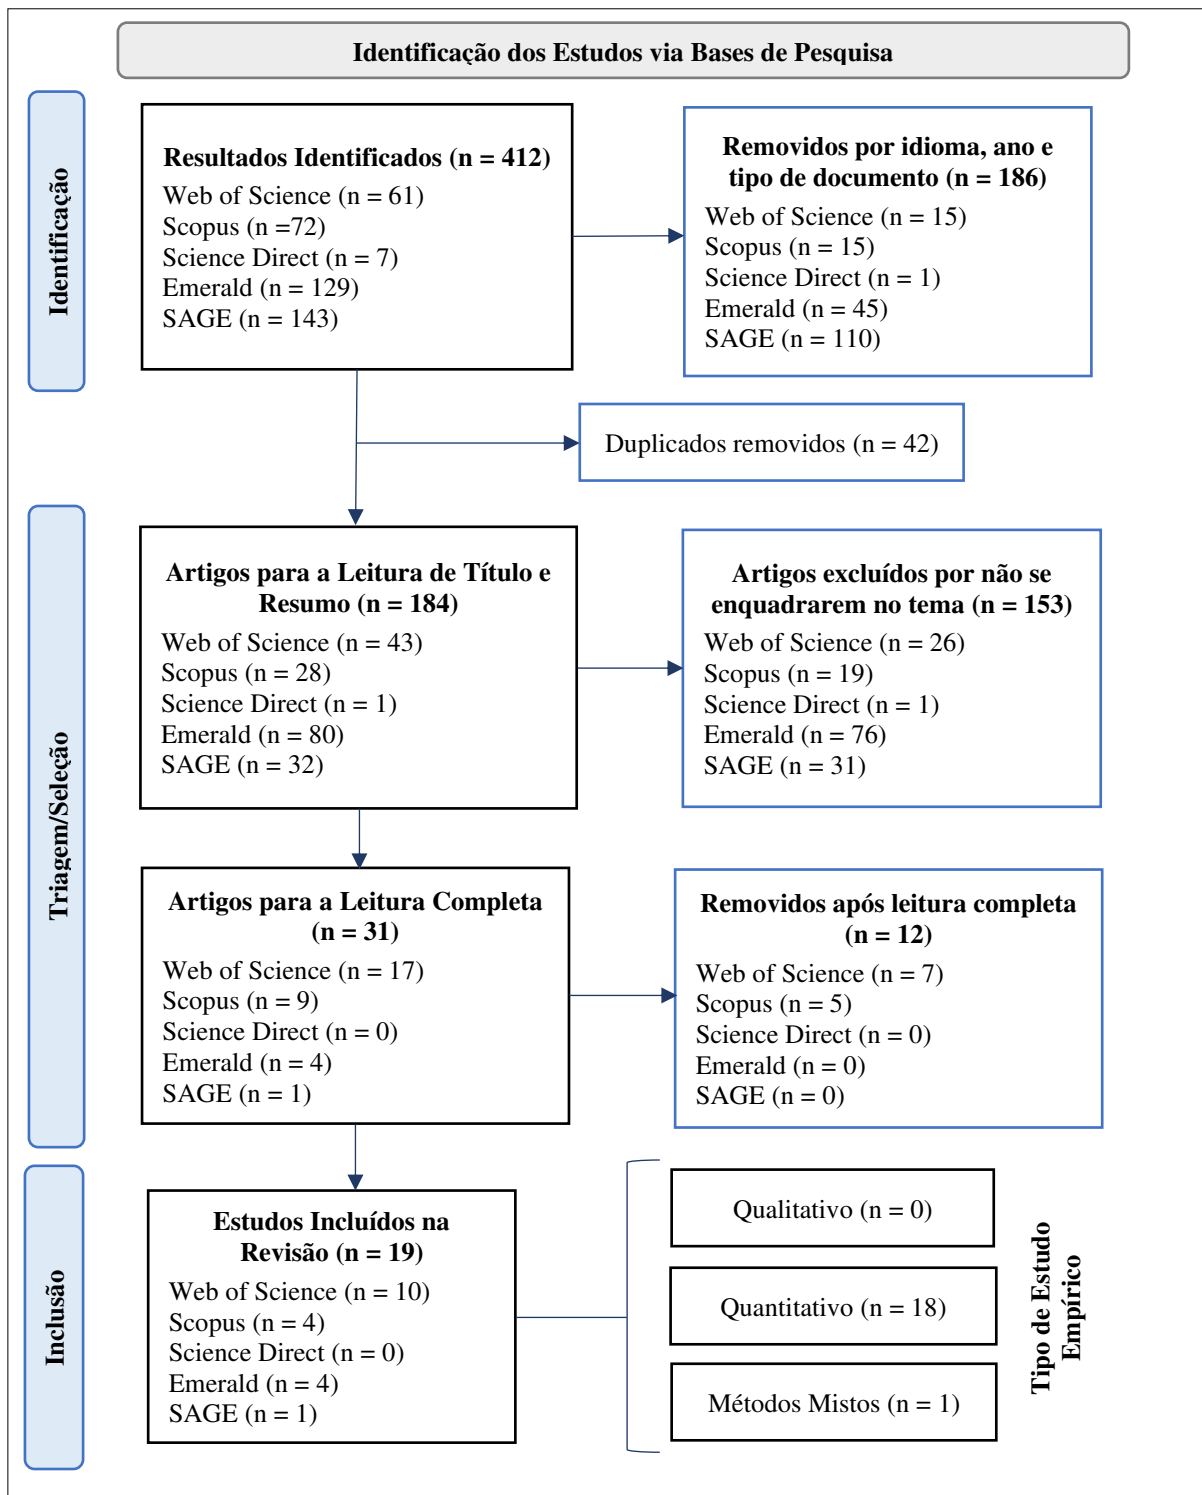 Identificação dos Estudos via Bases de Pesquisa
Identificação
Resultados Identificados (n = 412)
Web of Science (n = 61)
Scopus (n =72)
Science Direct (n = 7)
Emerald (n = 129)
SAGE (n = 143)
Removidos por idioma, ano e
tipo de documento (n = 186)
Web of Science (n = 15)
Scopus (n = 15)
Science Direct (n = 1)
Emerald (n = 45)
SAGE (n = 110)
Duplicados removidos (n = 42)
Triagem/Seleção
Artigos para a Leitura de Título e
Resumo (n = 184)
Web of Science (n = 43)
Scopus (n = 28)
Science Direct (n = 1)
Emerald (n = 80)
SAGE (n = 32)
Artigos excluídos por não se
enquadrarem no tema (n = 153)
Web of Science (n = 26)
Scopus (n = 19)
Science Direct (n = 1)
Emerald (n = 76)
SAGE (n = 31)
Artigos para a Leitura Completa
(n = 31)
Web of Science (n = 17)
Scopus (n = 9)
Science Direct (n = 0)
Emerald (n = 4)
SAGE (n = 1)
Removidos após leitura completa
(n = 12)
Web of Science (n = 7)
Scopus (n = 5)
Science Direct (n = 0)
Emerald (n = 0)
SAGE (n = 0)
Inclusão
Estudos Incluídos na
Revisão (n = 19)
Web of Science (n = 10)
Scopus (n = 4)
Science Direct (n = 0)
Emerald (n = 4)
SAGE (n = 1)
Qualitativo (n = 0)
Quantitativo (n = 18)
Métodos Mistos (n = 1)
Tipo de Estudo
Empírico